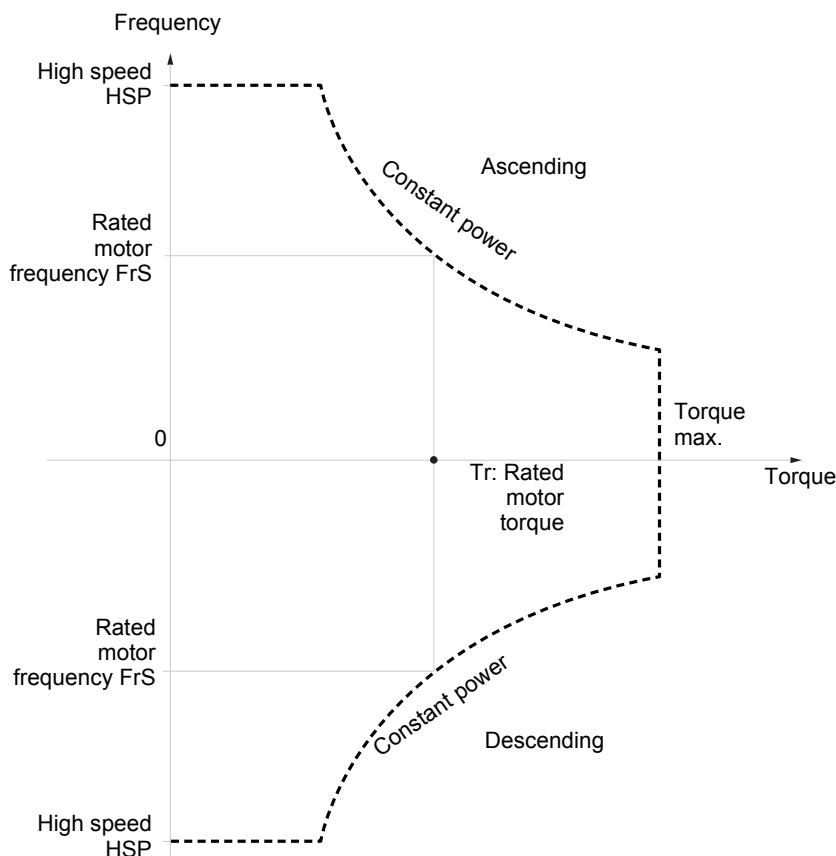 Frequency
High speed
HSP
Constant power
Ascending
Rated
motor
frequency FrS
0
Torque
max.
Tr: Rated
motor
torque
Torque
Rated
motor
frequency FrS
Constant power
Descending
High speed
HSP